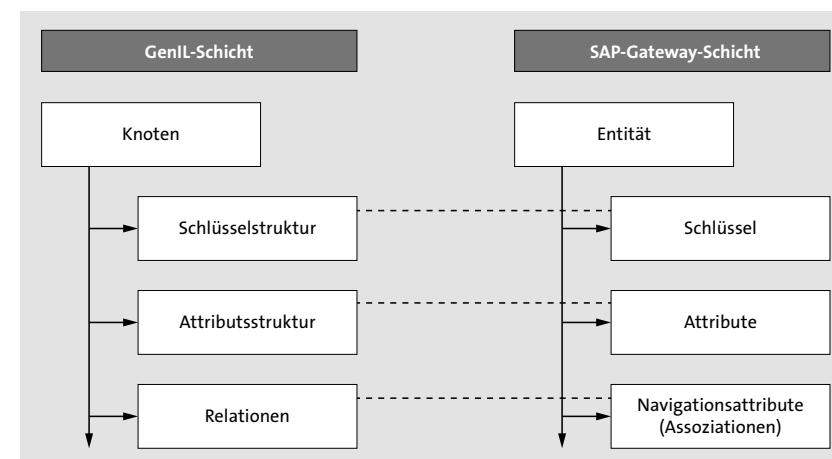 GenIL-Schicht
SAP-Gateway-Schicht
Knoten
Entität
Schlüsselstruktur
Schlüssel
Attributsstruktur
Attribute
Relationen
Navigationsattribute
(Assoziationen)